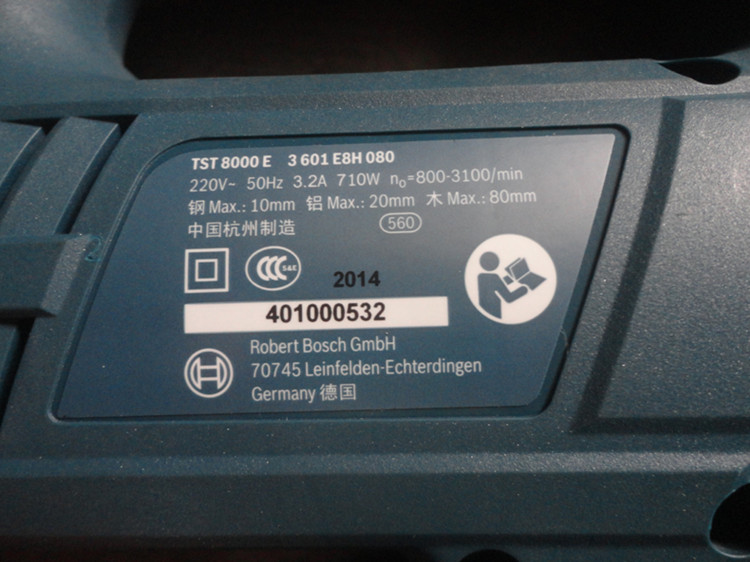 TST 8000 E 3 601 E8H 080
220V~ 50Hz 3.2A 710W n₀=800-3100/min
钢 Max.: 10mm 铝 Max.: 20mm 木 Max.: 80mm
中国杭州制造 560
CCC S&E 2014
401000532
Robert Bosch GmbH
70745 Leinfelden-Echterdingen
Germany 德国